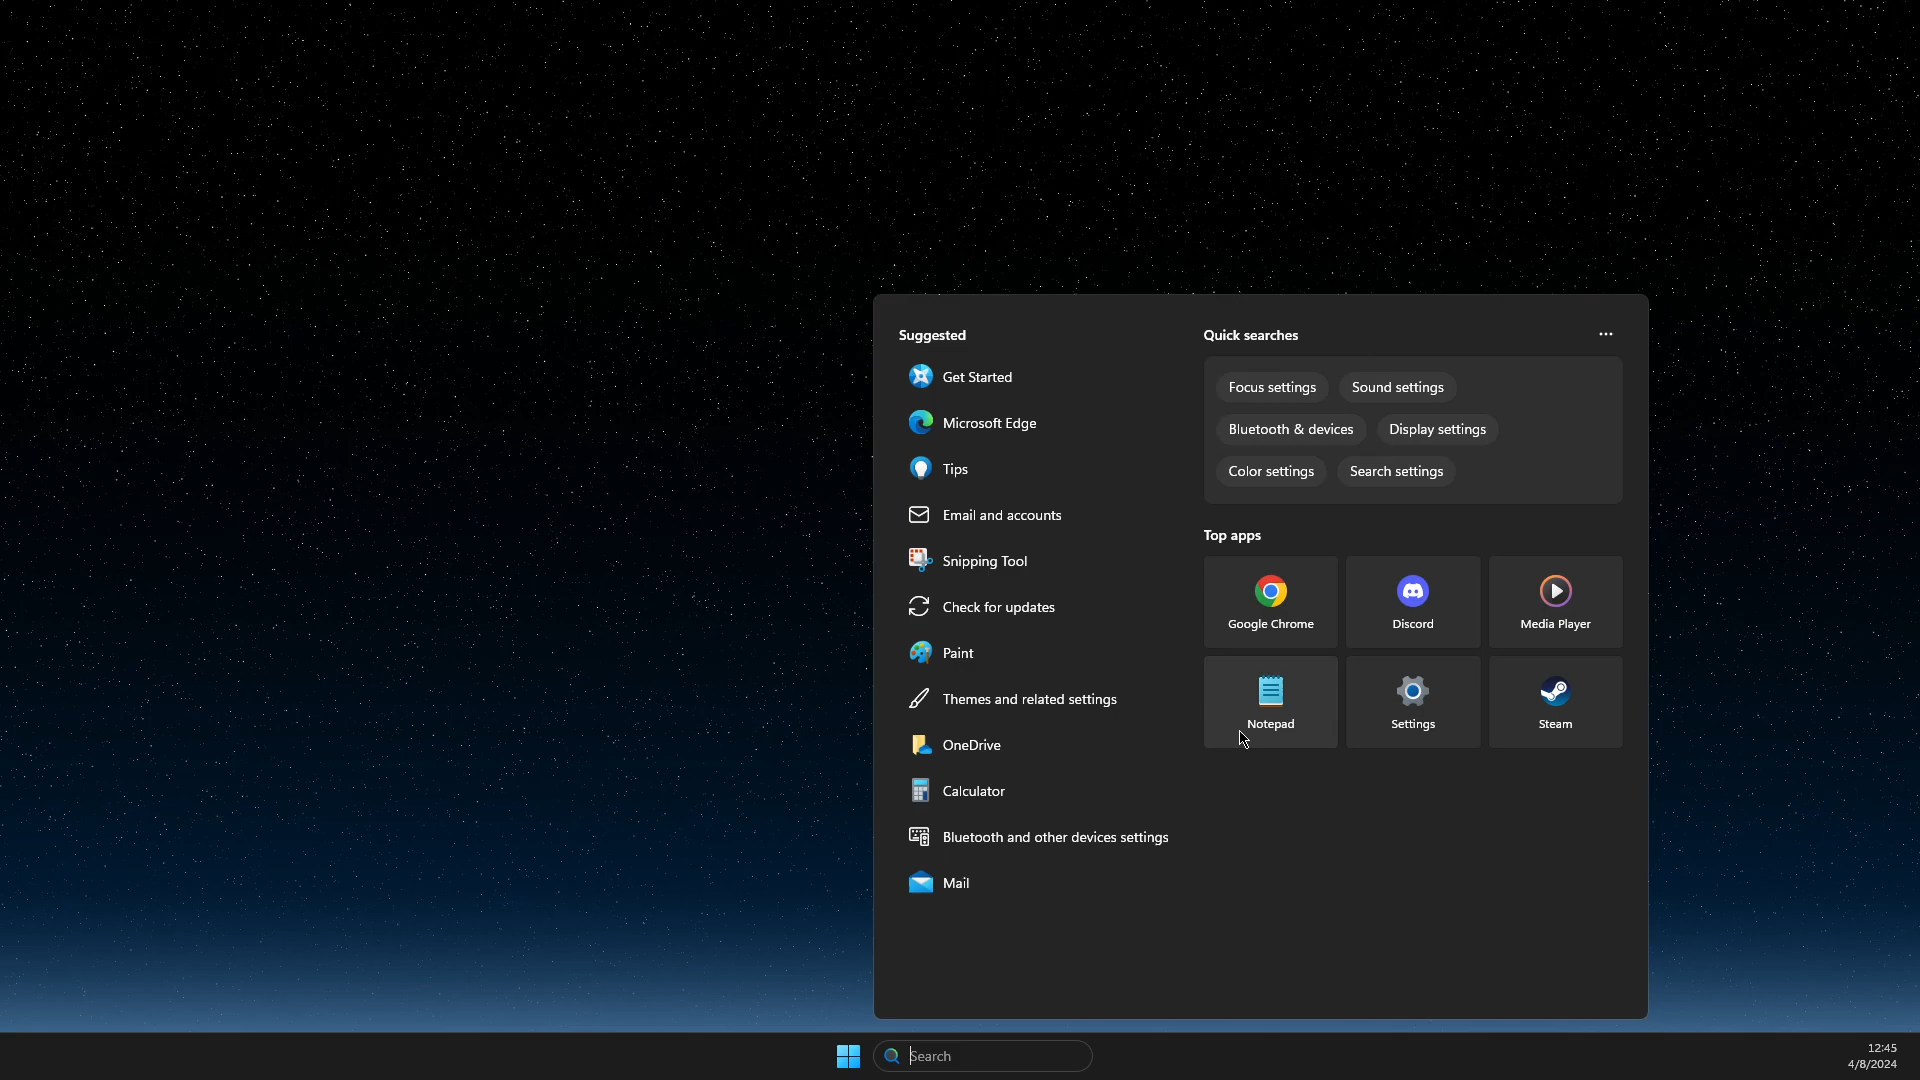 Suggested
Get Started
Microsoft Edge
Tips
Email and accounts
Snipping Tool
Check for updates
Paint
Themes and related settings
OneDrive
Calculator
Bluetooth and other devices settings
Mail
Quick searches
Focus settings
Sound settings
Bluetooth & devices
Display settings
Color settings
Search settings
Top apps
Google Chrome
Discord
Media Player
Notepad
Settings
Steam
Search
12:45
4/8/2024